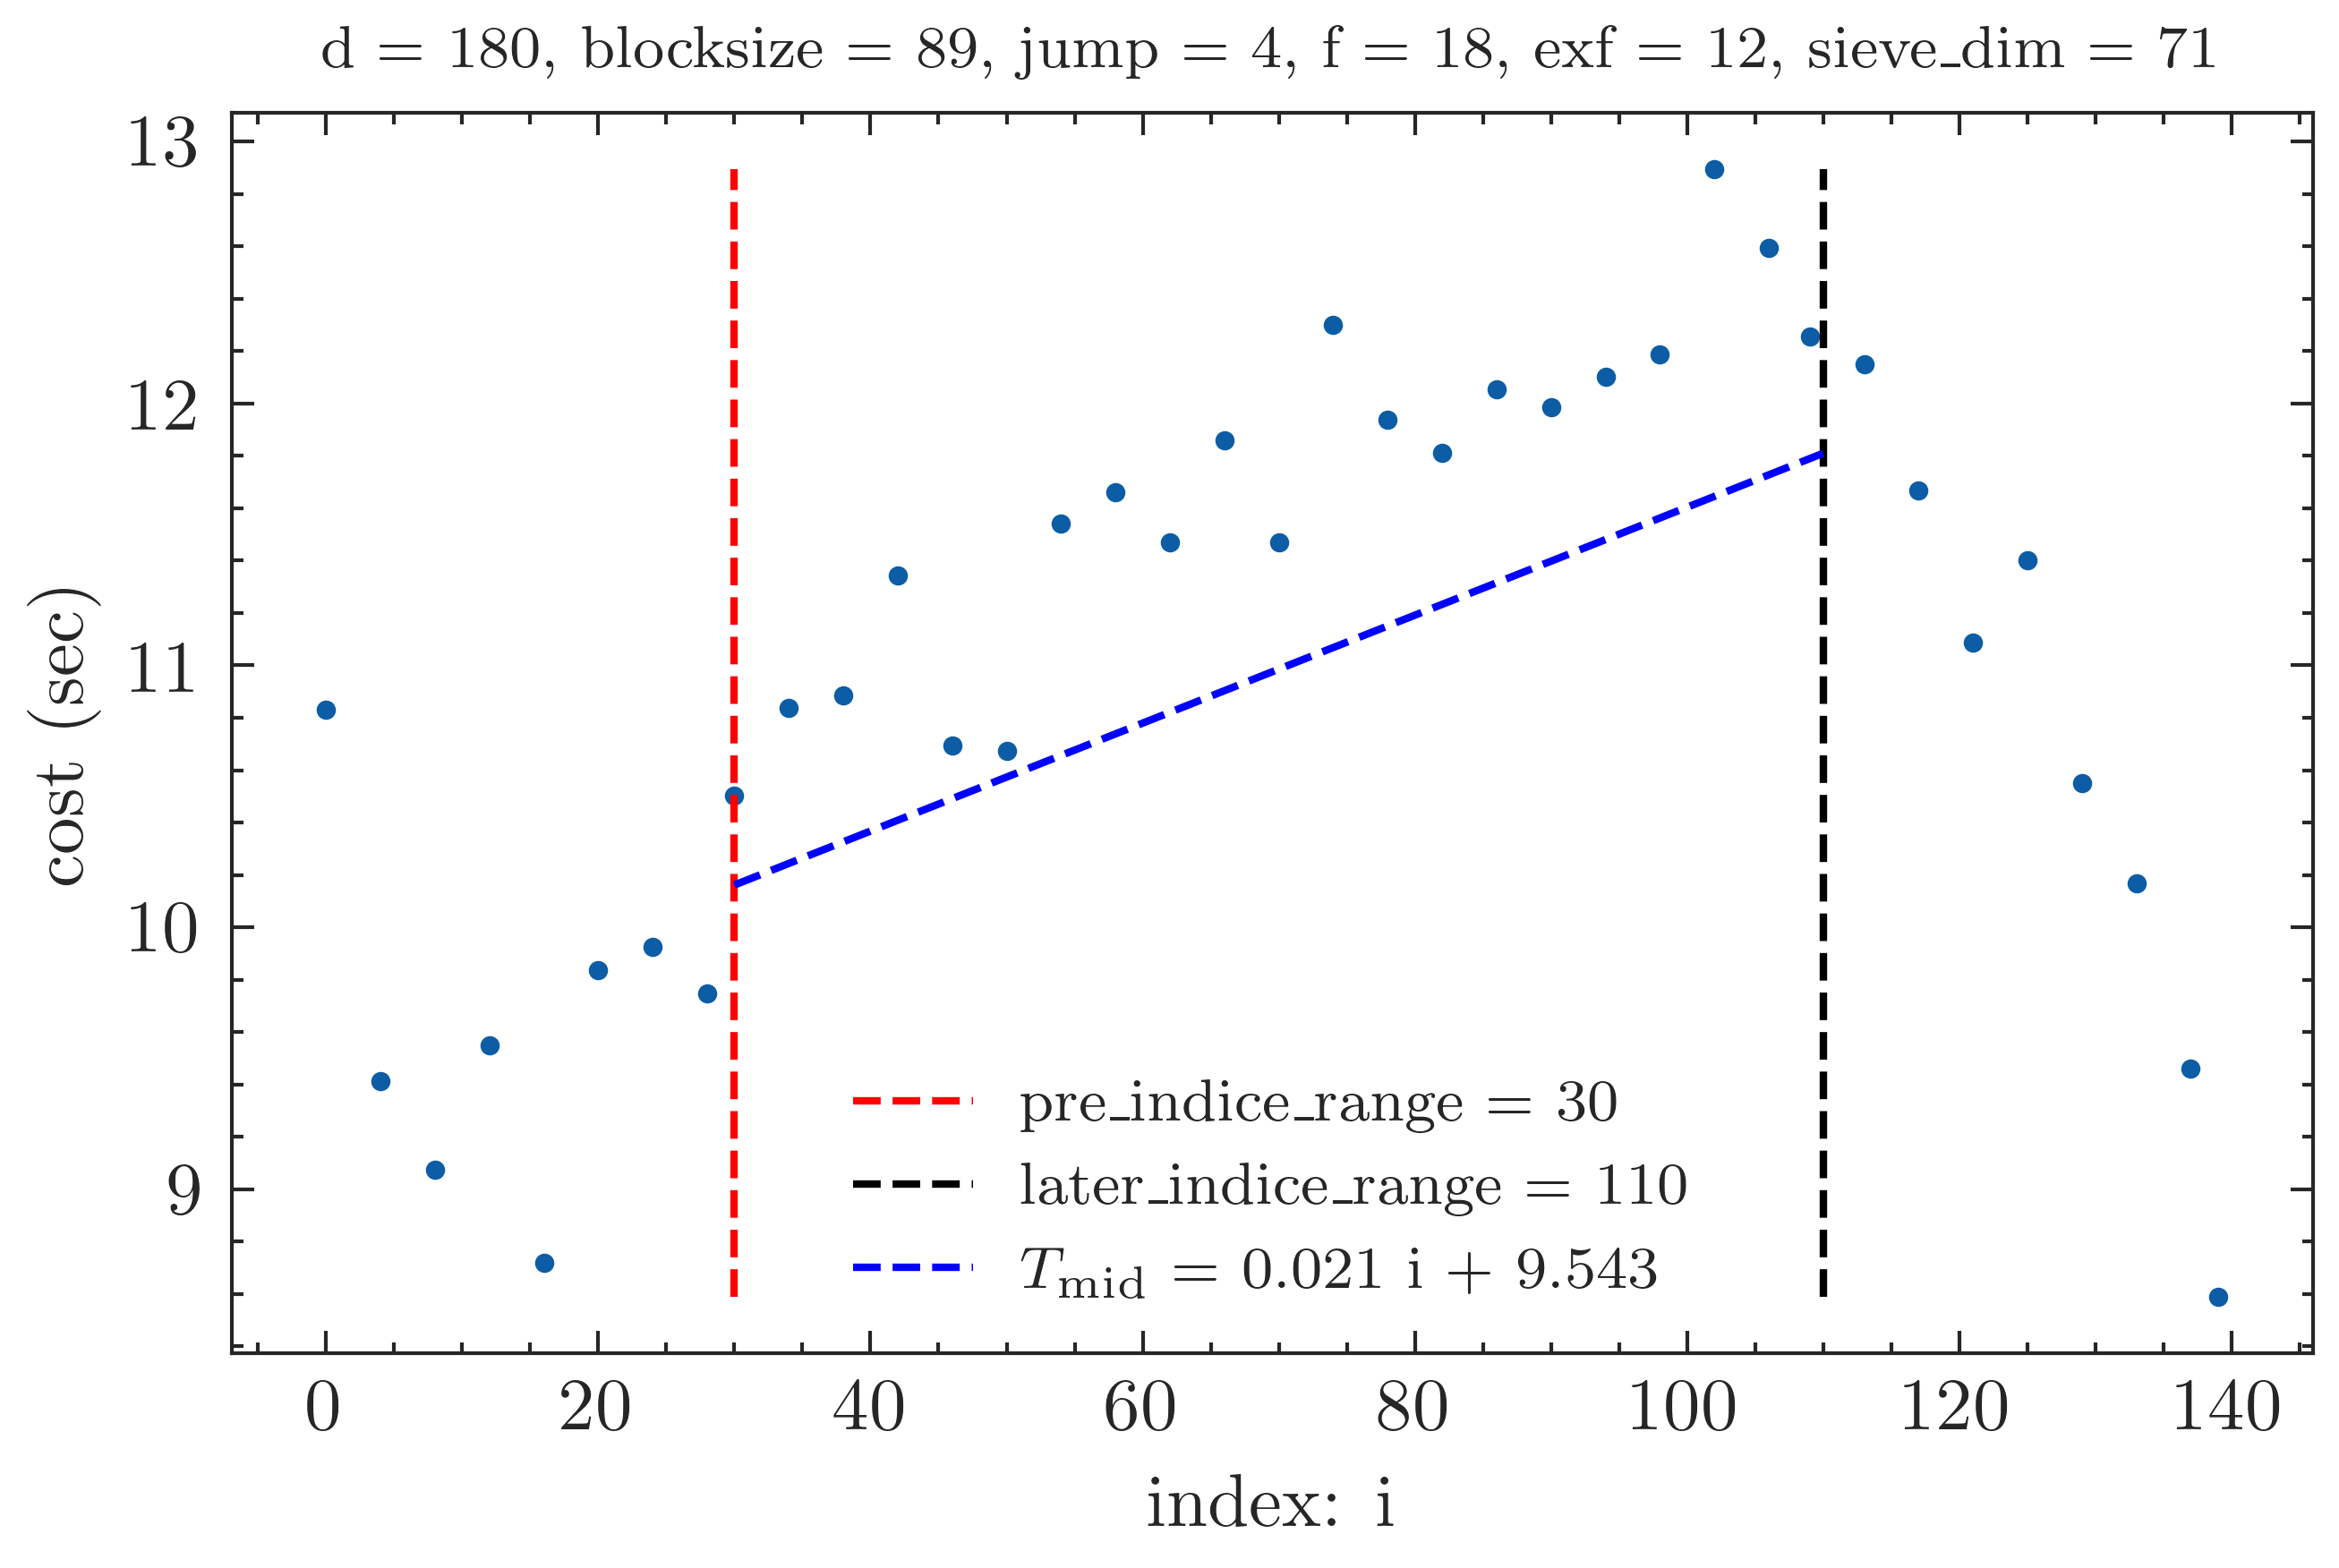 d = 180, blocksize = 89, jump = 4, f = 18, exf = 12, sieve_dim = 71
13
12
11
10
9
cost (sec)
pre_indice_range = 30
later_indice_range = 110
T_mid = 0.021 i + 9.543
0 20 40 60 80 100 120 140
index: i